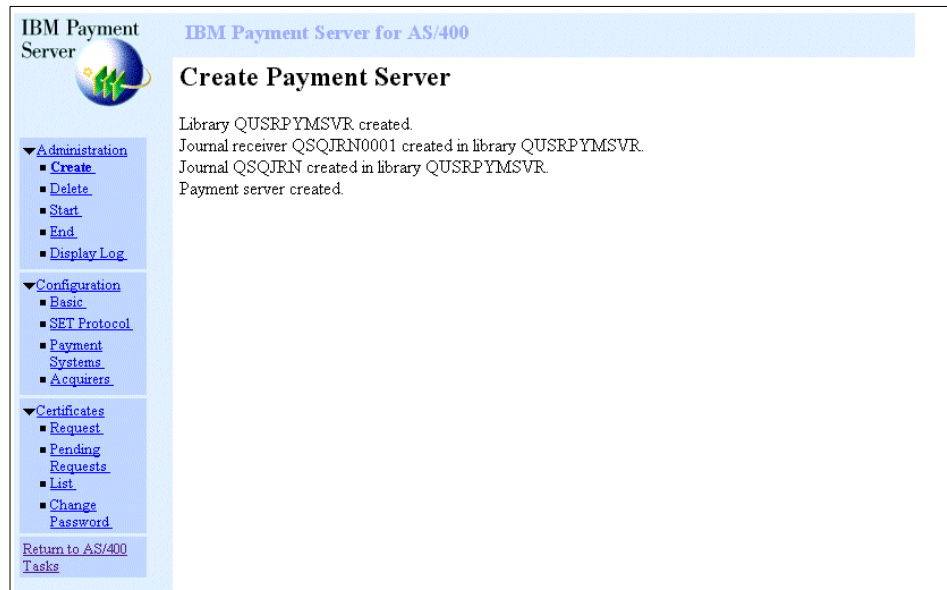 IBM Payment
Server
IBM Payment Server for AS/400
Create Payment Server
Library QUSRPYMSVR created.
Journal receiver QSQJRN0001 created in library QUSRPYMSVR.
Journal QSQJRN created in library QUSRPYMSVR.
Payment server created.
Administration
Create
Delete
Start
End
Display Log
Configuration
Basic
SET Protocol
Payment
Systems
Acquirers
Certificates
Request
Pending
Requests
List
Change
Password
Return to AS/400
Tasks